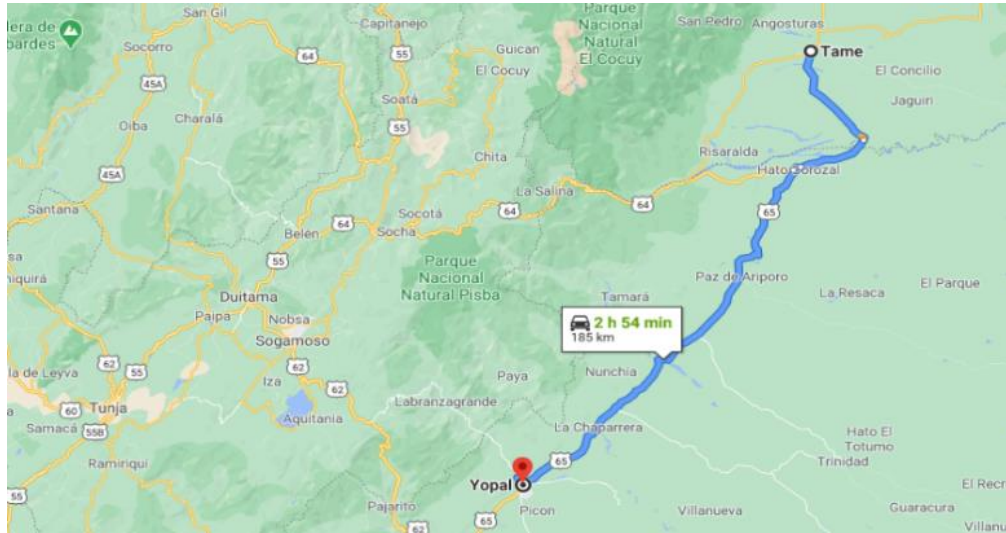 San Gil
Capitanejo
Parque
Nacional
Natural
El Cocuy
San Pedro
Angosturas
Socorro
64
55
Guican
El Cocuy
Tame
El Concilio
Jaguiri
45A
Soatá
55
Oiba
Charalá
Chita
Risaralda
Hato Corozal
45A
La Salina
64
64
65
Santana
Socotá
Belén
64
Socha
55
Parque
Nacional
Natural Pisba
Paz de Ariporo
El Parque
La Resaca
Duitama
Tamará
Paipa
Nobsa
Sogamoso
2 h 54 min
185 km
62
55
Iza
62
Paya
Nunchia
60
Tunja
Aquitania
Labranzagrande
Samacá
55B
La Chaparrera
Hato El
Totumo
Trinidad
Ramiriqui
65
Yopal
55
Pajarito
62
65
Picon
Villanueva
Guaracura